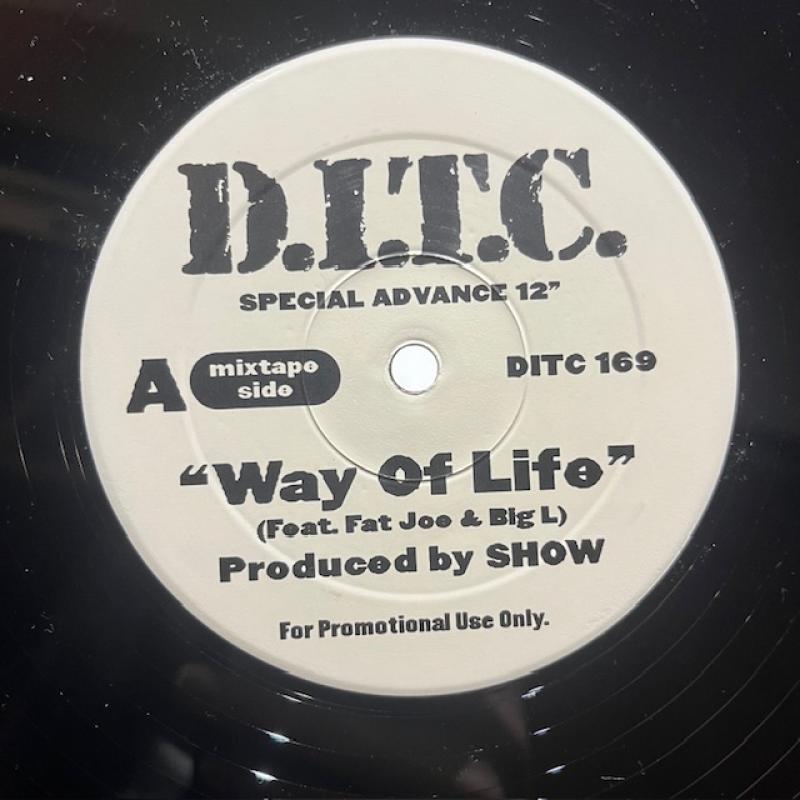 D.I.T.C.
SPECIAL ADVANCE 12”
A mixtape side DITC 169
“Way Of Life”
(Feat. Fat Joe & Big L)
Produced by SHOW
For Promotional Use Only.